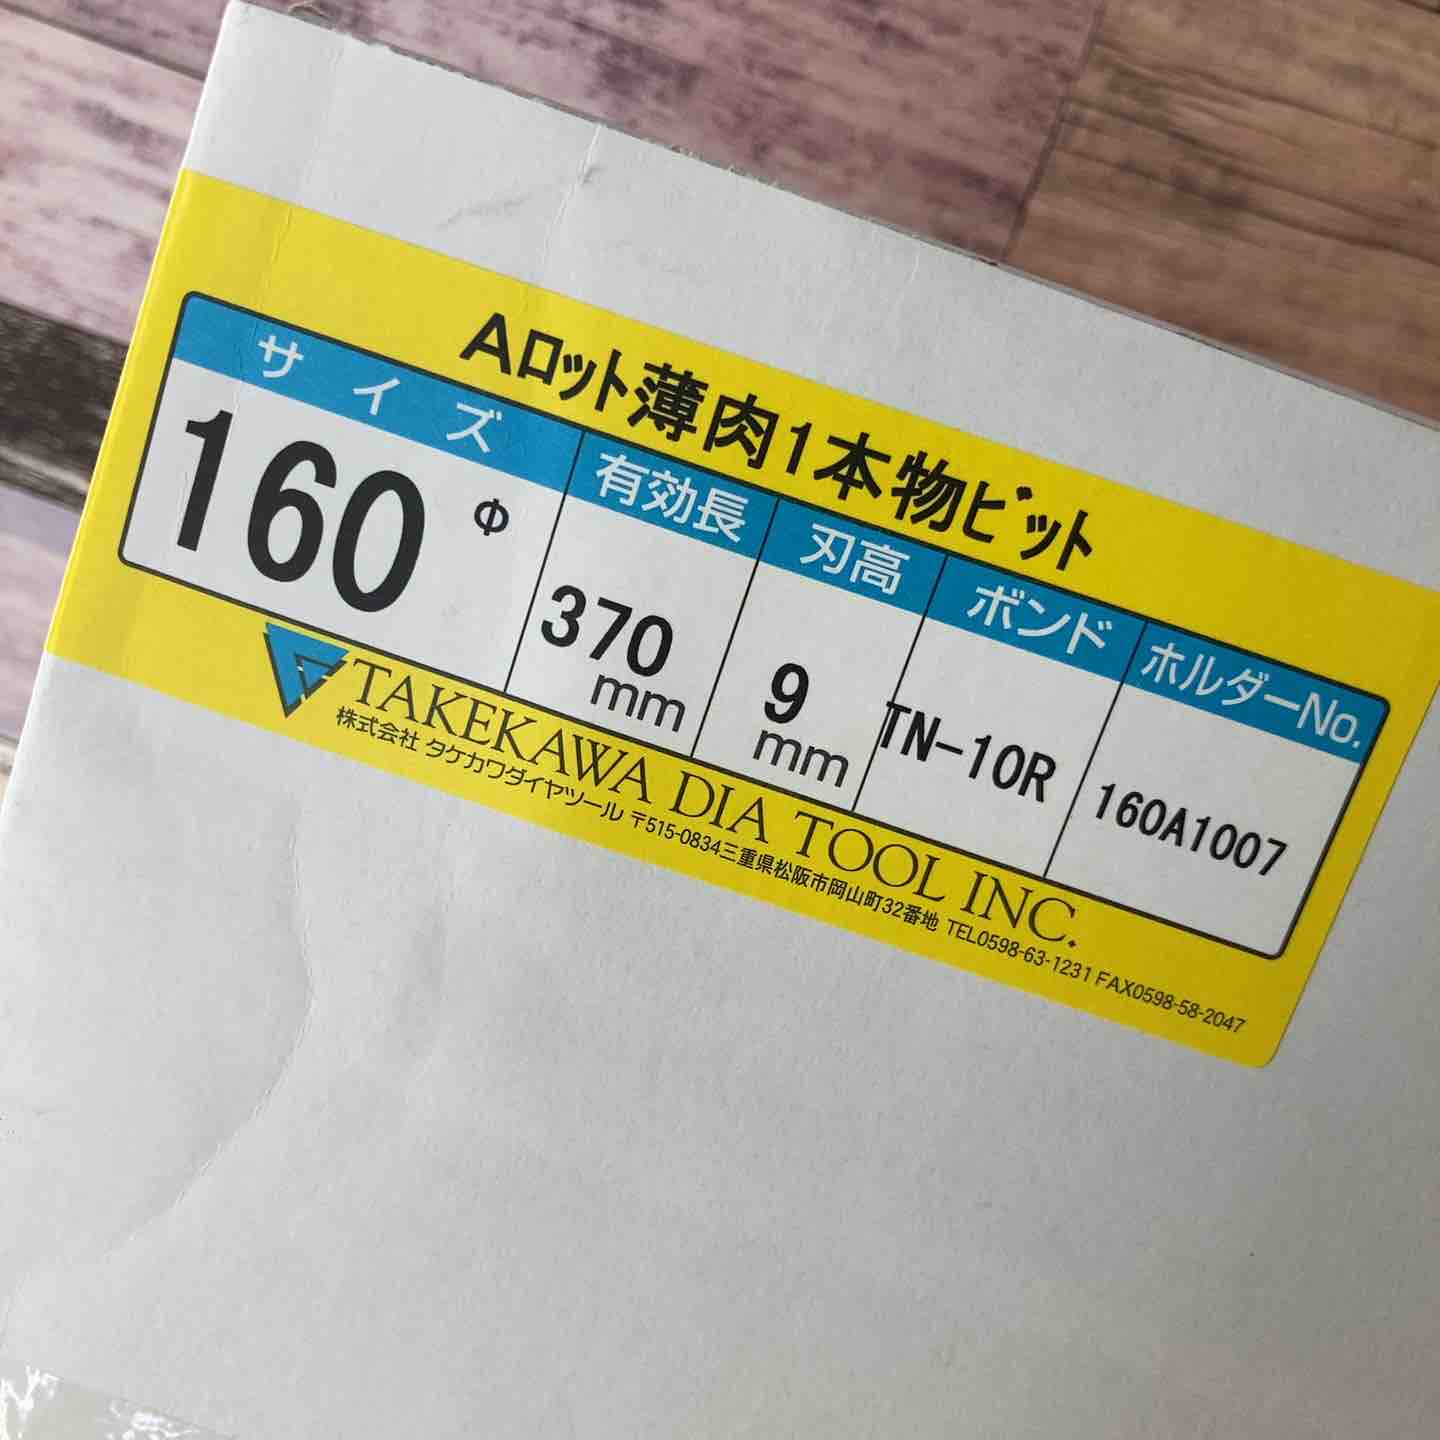 Aロット薄肉1本物ビット
サイズ 有効長 刃高 ボンド ホルダーNo.
160 Φ 370 mm 9 mm TN-10R 160A1007
TAKEKAWA DIA TOOL INC.
株式会社 タケカワダイヤツール 〒515-0834三重県松阪市岡山町32番地 TEL0598-63-1231 FAX0598-58-2047